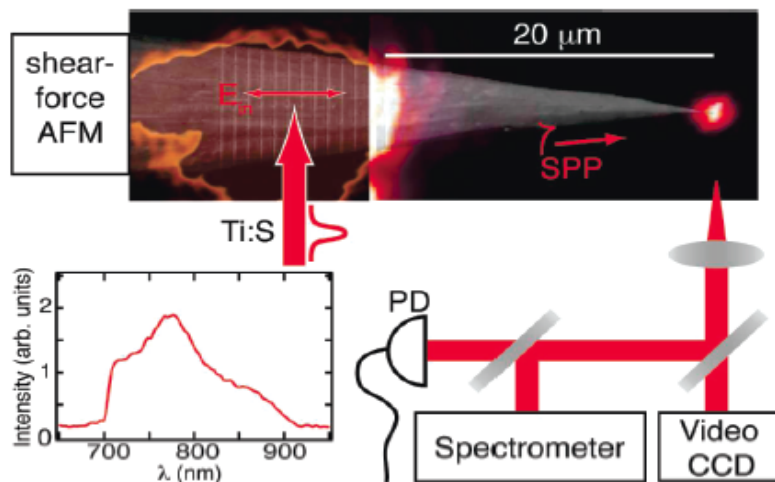 shear-
force
AFM
20 μm
E_in
SPP
Ti:S
PD
Intensity (arb. units)
2
1
0
700
800
900
λ (nm)
Spectrometer
Video
CCD